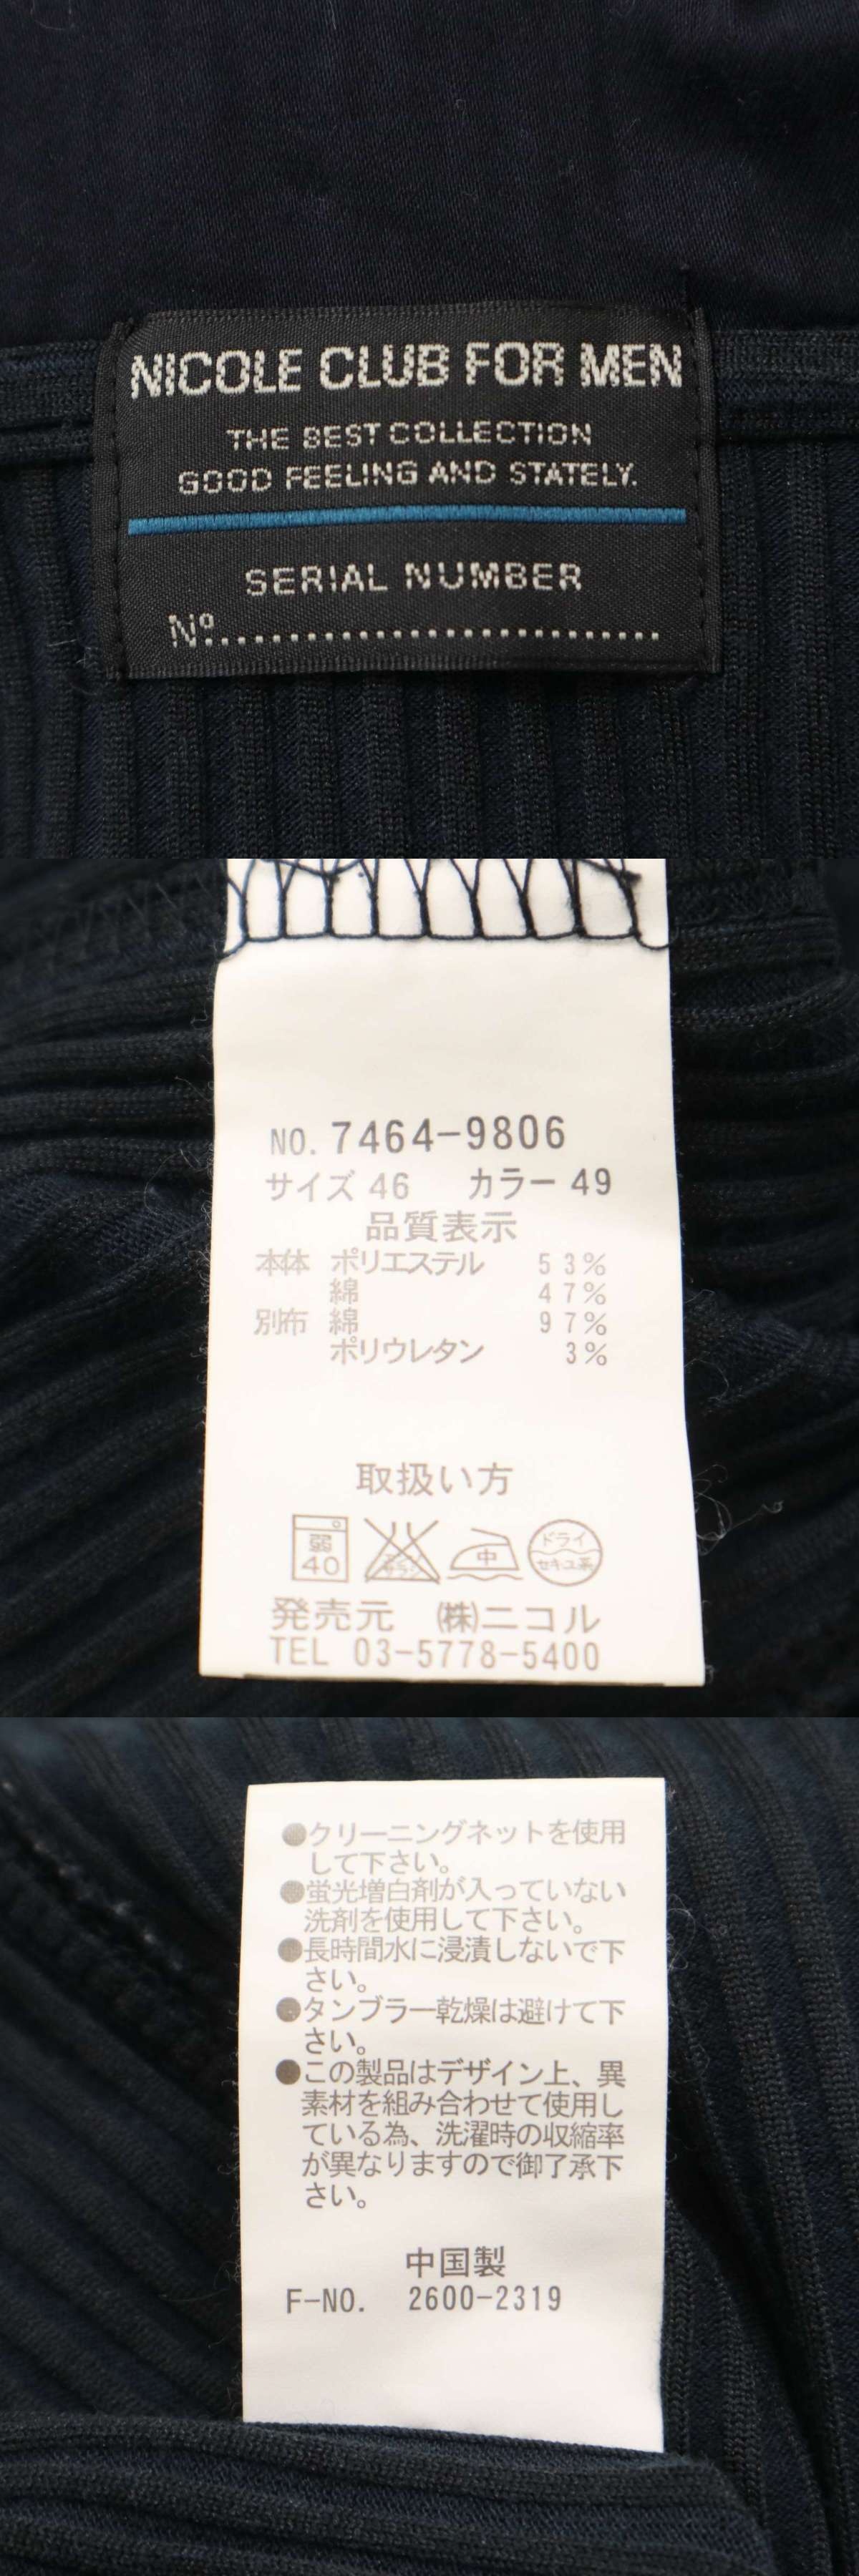 NICOLE CLUB FOR MEN
THE BEST COLLECTION
GOOD FEELING AND STATELY.
SERIAL NUMBER
Nº............................
NO. 7464-9806
サイズ 46 カラー 49
品質表示
本体 ポリエステル 53%
綿 47%
別布 綿 97%
ポリウレタン 3%
取扱い方
弱 40 中 ドライ
セキユ系
発売元 ㈱ニコル
TEL 03-5778-5400
●クリーニングネットを使用
して下さい。
●蛍光増白剤が入っていない
洗剤を使用して下さい。
●長時間水に浸漬しないで下
さい。
●タンブラー乾燥は避けて下
さい。
●この製品はデザイン上、異
素材を組み合わせて使用し
ている為、洗濯時の収縮率
が異なりますので御了承下
さい。
中国製
F-NO. 2600-2319